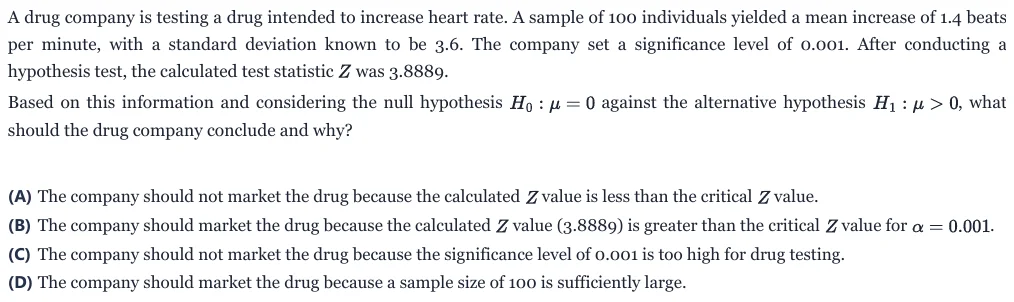 A drug company is testing a drug intended to increase heart rate. A sample of 100 individuals yielded a mean increase of 1.4 beats
per minute, with a standard deviation known to be 3.6. The company set a significance level of 0.001. After conducting a
hypothesis test, the calculated test statistic Z was 3.8889.
Based on this information and considering the null hypothesis H₀ : μ = 0 against the alternative hypothesis H₁ : μ > 0, what
should the drug company conclude and why?
(A) The company should not market the drug because the calculated Z value is less than the critical Z value.
(B) The company should market the drug because the calculated Z value (3.8889) is greater than the critical Z value for α = 0.001.
(C) The company should not market the drug because the significance level of 0.001 is too high for drug testing.
(D) The company should market the drug because a sample size of 100 is sufficiently large.